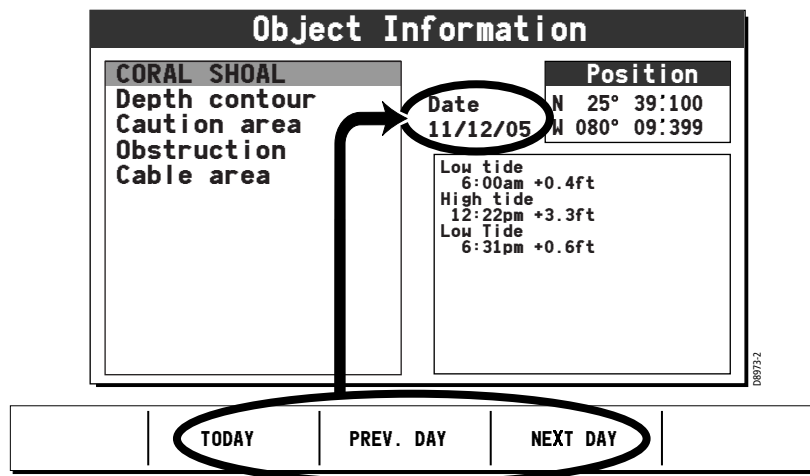 Object Information
CORAL SHOAL
Depth contour
Caution area
Obstruction
Cable area
Date
11/12/05
Position
N 25° 39.'100
W 080° 09.'399
Low tide
6:00am +0.4ft
High tide
12:22pm +3.3ft
Low Tide
6:31pm +0.6ft
D8973-2
TODAY
PREV. DAY
NEXT DAY